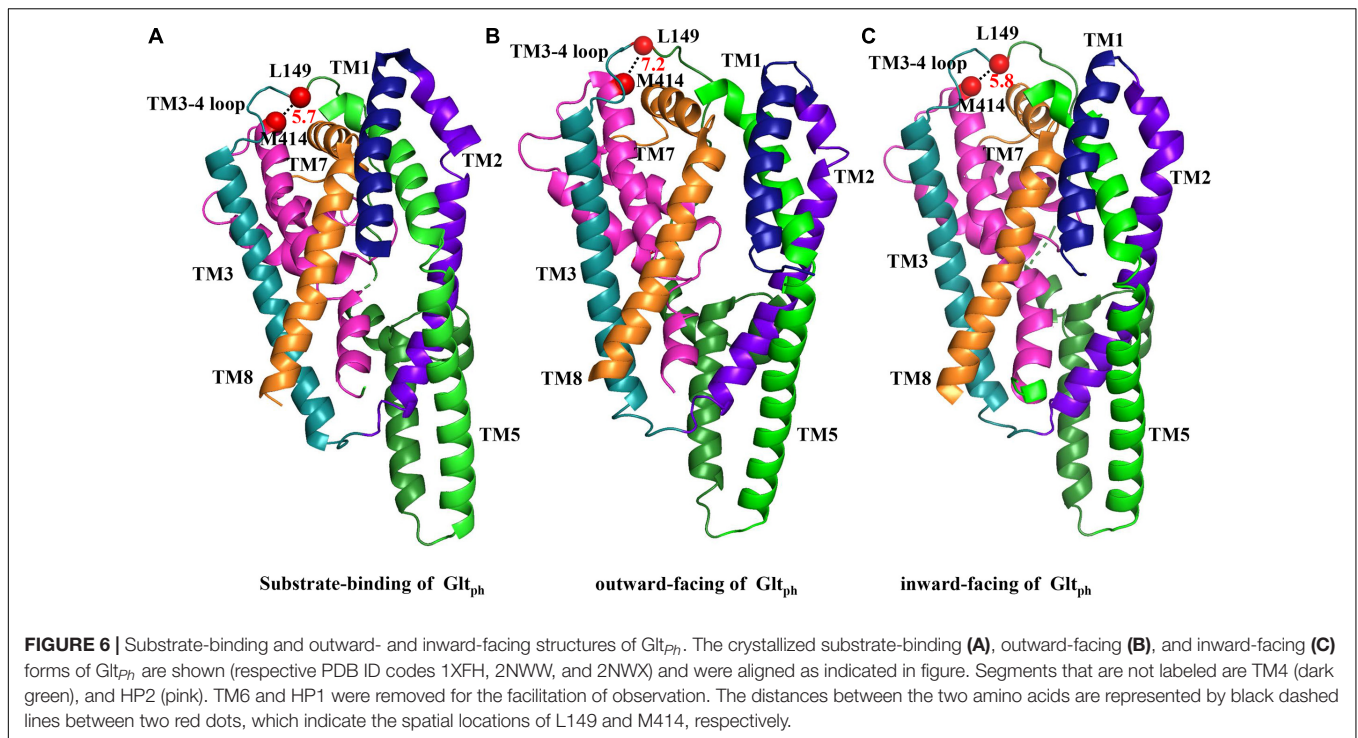 A
L149
TM1
TM3-4 loop
5.7
M414
TM7
TM2
TM3
TM8
TM5
Substrate-binding of Glt_ph
B
L149
TM3-4 loop
7.2
TM1
M414
TM7
TM2
TM3
TM8
TM5
outward-facing of Glt_ph
C
L149
TM1
TM3-4 loop
5.8
M414
TM7
TM2
TM3
TM8
TM5
inward-facing of Glt_ph
FIGURE 6 | Substrate-binding and outward- and inward-facing structures of Glt_Ph. The crystallized substrate-binding (A), outward-facing (B), and inward-facing (C)
forms of Glt_Ph are shown (respective PDB ID codes 1XFH, 2NWW, and 2NWX) and were aligned as indicated in figure. Segments that are not labeled are TM4 (dark
green), and HP2 (pink). TM6 and HP1 were removed for the facilitation of observation. The distances between the two amino acids are represented by black dashed
lines between two red dots, which indicate the spatial locations of L149 and M414, respectively.